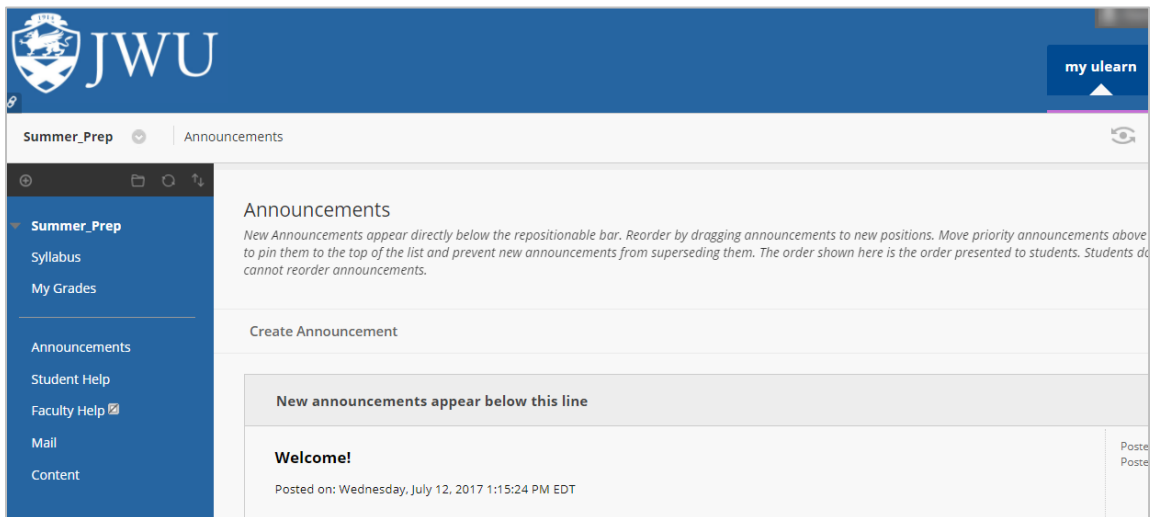 1914
JWU
my ulearn
Summer_Prep
Announcements
Summer_Prep
Syllabus
My Grades
Announcements
Student Help
Faculty Help
Mail
Content
Announcements
New Announcements appear directly below the repositionable bar. Reorder by dragging announcements to new positions. Move priority announcements above
to pin them to the top of the list and prevent new announcements from superseding them. The order shown here is the order presented to students. Students
cannot reorder announcements.
Create Announcement
New announcements appear below this line
Welcome!
Posted on: Wednesday, July 12, 2017 1:15:24 PM EDT
Poste
Poste